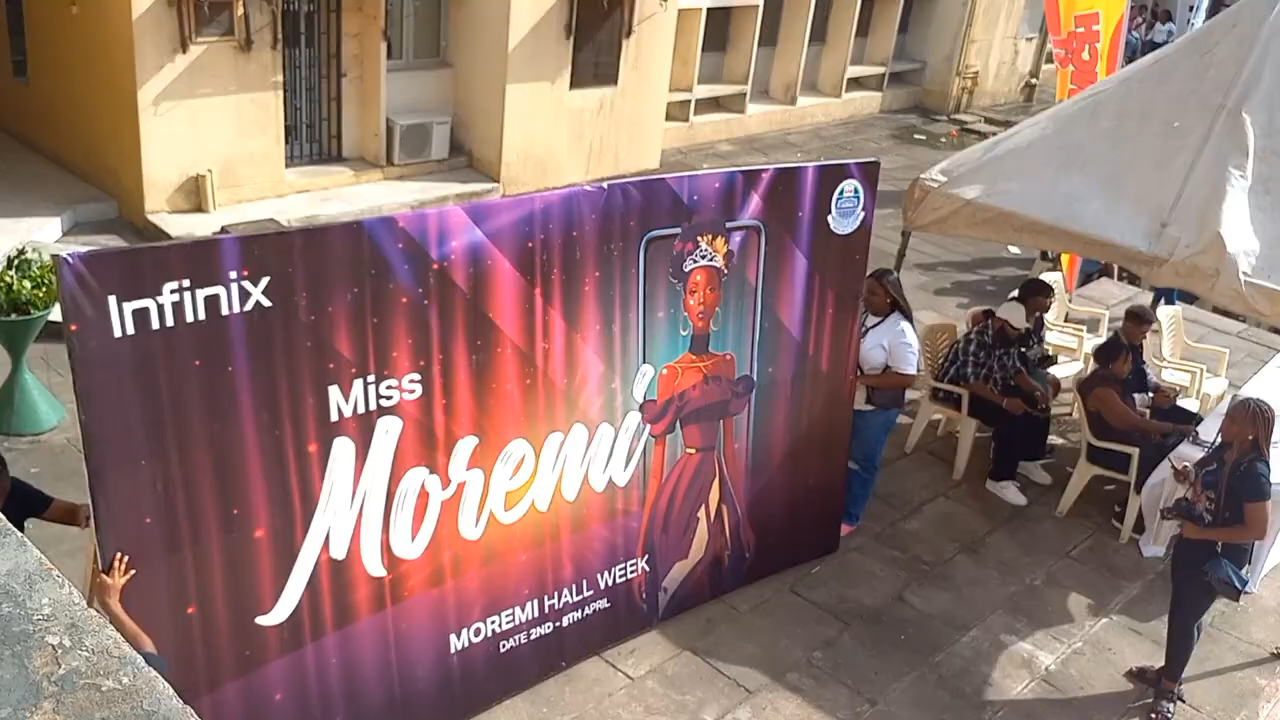 Infinix
Miss
Moremi
MOREMI HALL WEEK
DATE 2ND - 8TH APRIL